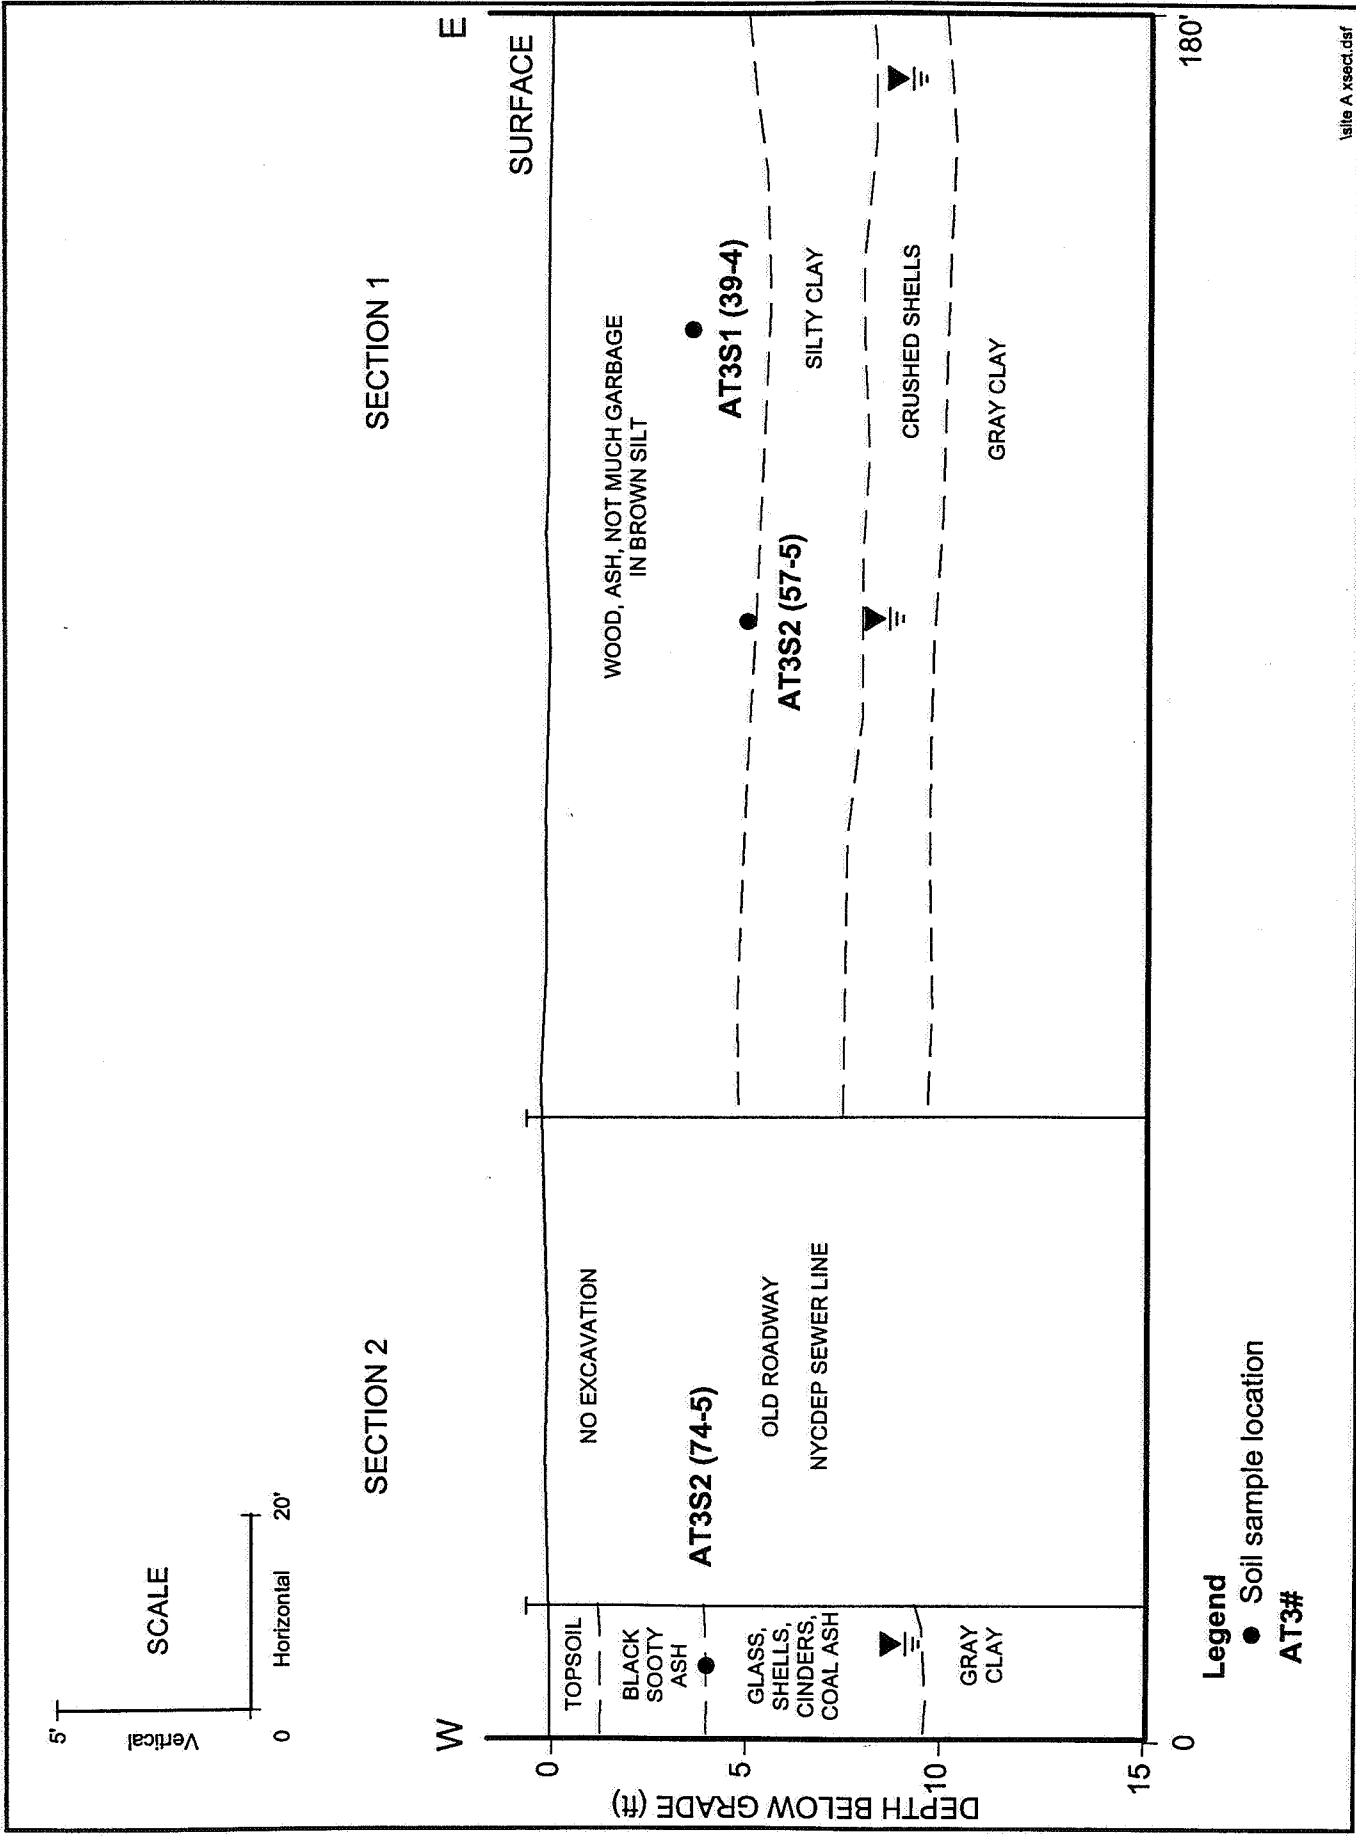 SCALE
5'
Vertical
0
Horizontal
20'
SECTION 2
SECTION 1
W
E
SURFACE
DEPTH BELOW GRADE (ft)
0
5
10
15
TOPSOIL
BLACK
SOOTY
ASH
GLASS,
SHELLS,
CINDERS,
COAL ASH
GRAY
CLAY
AT3S2 (74-5)
NO EXCAVATION
OLD ROADWAY
NYCDEP SEWER LINE
WOOD, ASH, NOT MUCH GARBAGE
IN BROWN SILT
AT3S1 (39-4)
AT3S2 (57-5)
SILTY CLAY
CRUSHED SHELLS
GRAY CLAY
0
180'
Legend
Soil sample location
AT3#
\site A xsect.dsf